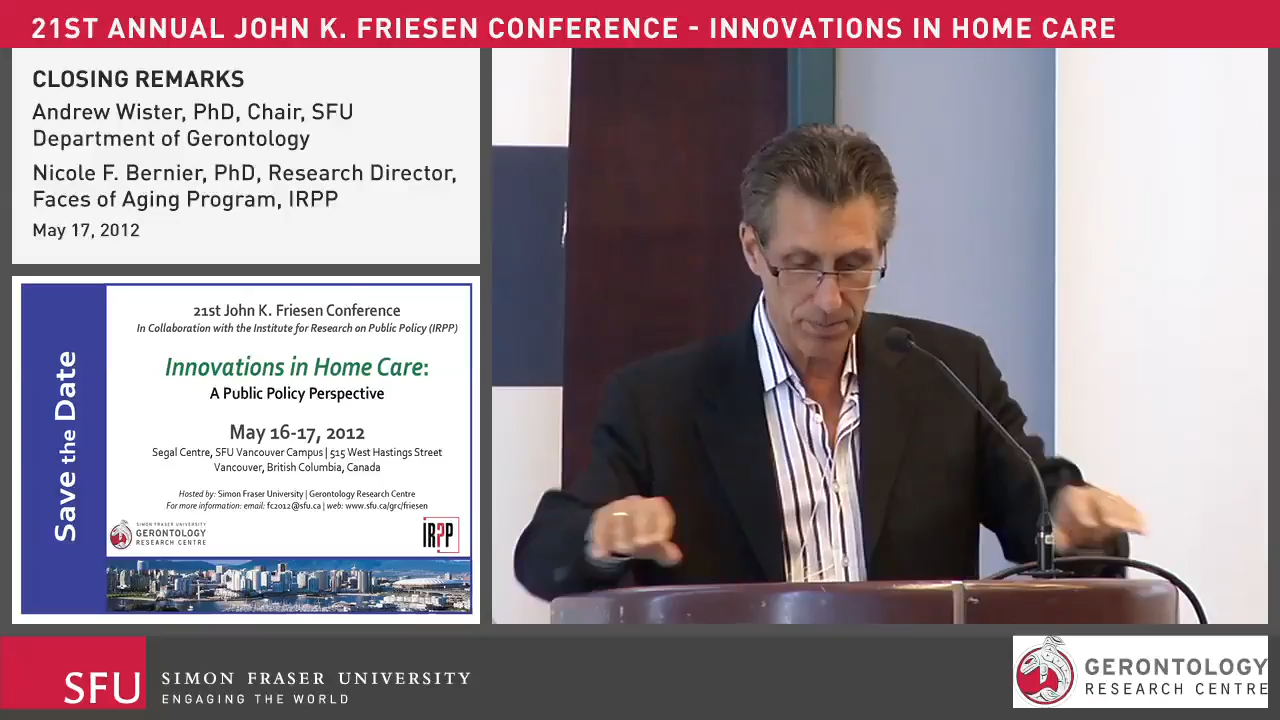 21ST ANNUAL JOHN K. FRIESEN CONFERENCE - INNOVATIONS IN HOME CARE
CLOSING REMARKS
Andrew Wister, PhD, Chair, SFU
Department of Gerontology
Nicole F. Bernier, PhD, Research Director,
Faces of Aging Program, IRPP
May 17, 2012
Save the Date
21st John K. Friesen Conference
In Collaboration with the Institute for Research on Public Policy (IRPP)
Innovations in Home Care:
A Public Policy Perspective
May 16-17, 2012
Segal Centre, SFU Vancouver Campus | 515 West Hastings Street
Vancouver, British Columbia, Canada
Hosted by: Simon Fraser University | Gerontology Research Centre
For more information: email: fc2012@sfu.ca | web: www.sfu.ca/grc/friesen
SIMON FRASER UNIVERSITY
GERONTOLOGY
RESEARCH CENTRE
IRPP
SFU
SIMON FRASER UNIVERSITY
ENGAGING THE WORLD
GERONTOLOGY
RESEARCH CENTRE